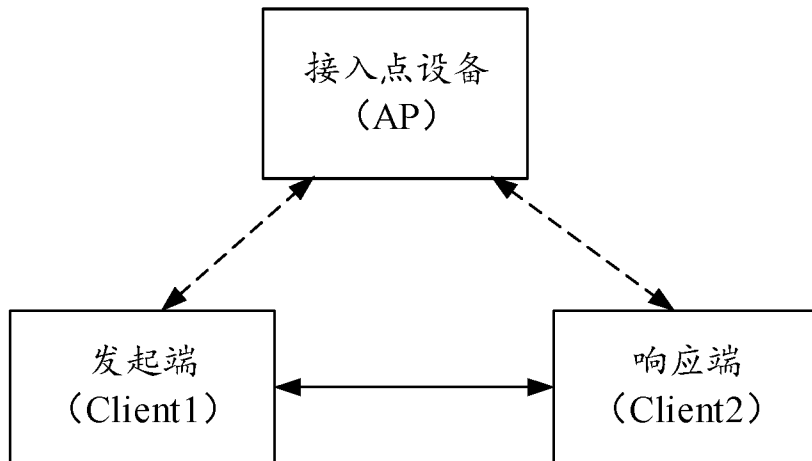 接入点设备
（AP）
发起端
（Client1）
响应端
（Client2）